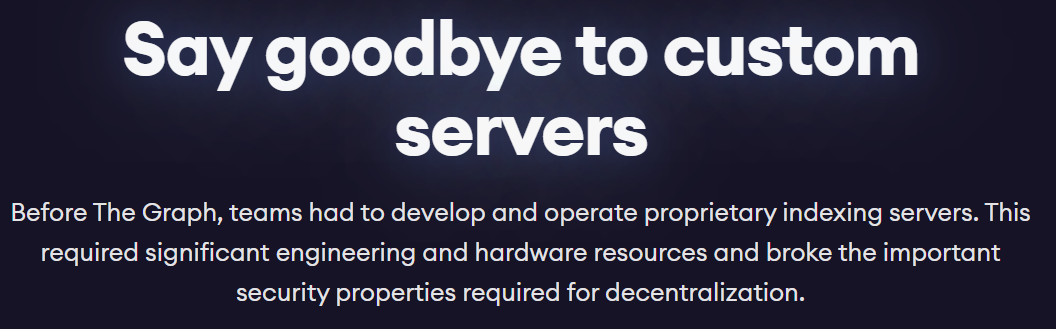 Say goodbye to custom
servers
Before The Graph, teams had to develop and operate proprietary indexing servers. This
required significant engineering and hardware resources and broke the important
security properties required for decentralization.